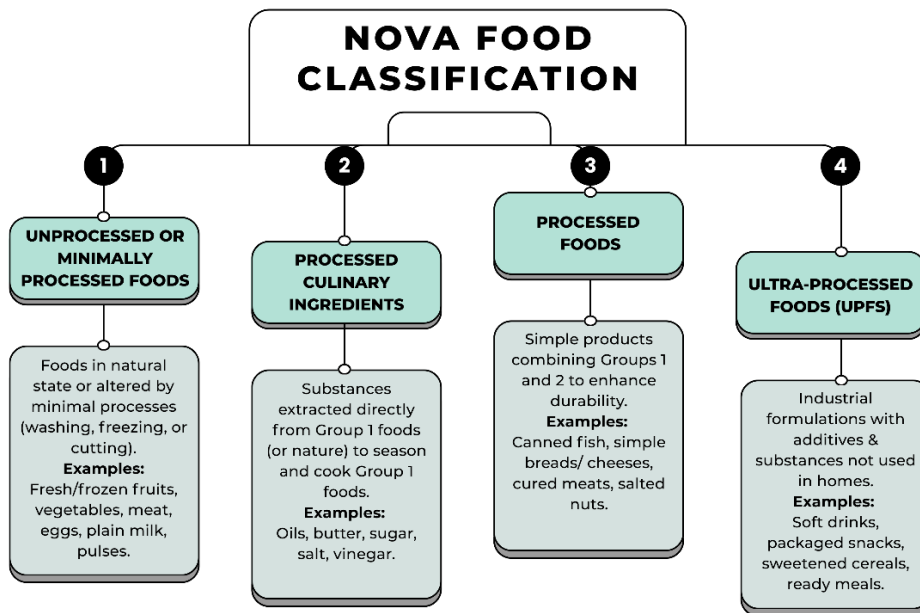 NOVA FOOD
CLASSIFICATION
1
UNPROCESSED OR
MINIMALLY
PROCESSED FOODS
Foods in natural
state or altered by
minimal processes
(washing, freezing, or
cutting).
Examples:
Fresh/frozen fruits,
vegetables, meat,
eggs, plain milk,
pulses.
2
PROCESSED
CULINARY
INGREDIENTS
Substances
extracted directly
from Group 1 foods
(or nature) to season
and cook Group 1
foods.
Examples:
Oils, butter, sugar,
salt, vinegar.
3
PROCESSED
FOODS
Simple products
combining Groups 1
and 2 to enhance
durability.
Examples:
Canned fish, simple
breads/ cheeses,
cured meats, salted
nuts.
4
ULTRA-PROCESSED
FOODS (UPFS)
Industrial
formulations with
additives &
substances not used
in homes.
Examples:
Soft drinks,
packaged snacks,
sweetened cereals,
ready meals.